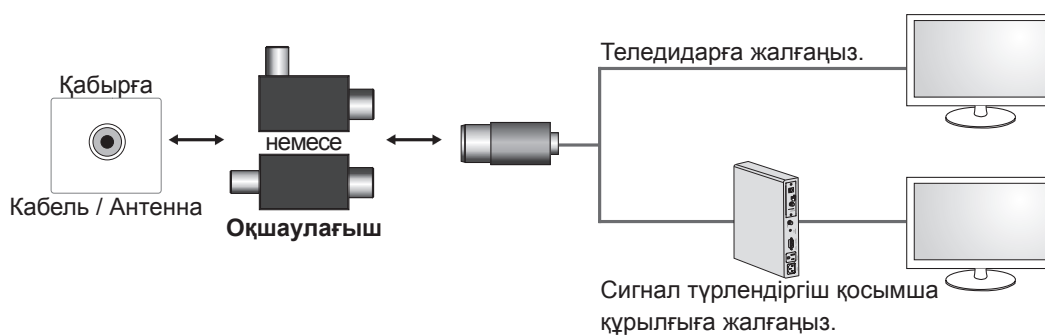 Қабырға
Кабель / Антенна
немесе
Оқшаулағыш
Теледидарға жалғаңыз.
Сигнал түрлендіргіш қосымша
құрылғыға жалғаңыз.